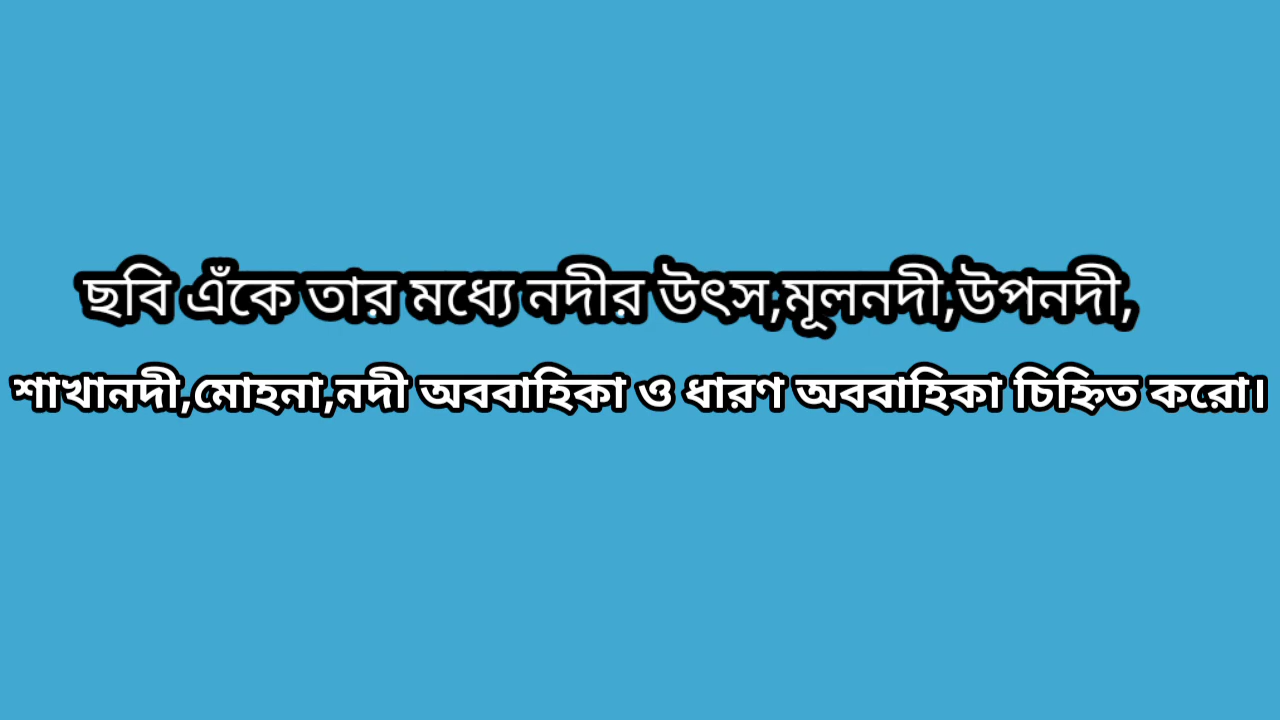 ছবি এঁকে তার মধ্যে নদীর উৎস,মূলনদী,উপনদী,
শাখানদী,মোহনা,নদী অববাহিকা ও ধারণ অববাহিকা চিহ্নিত করো।